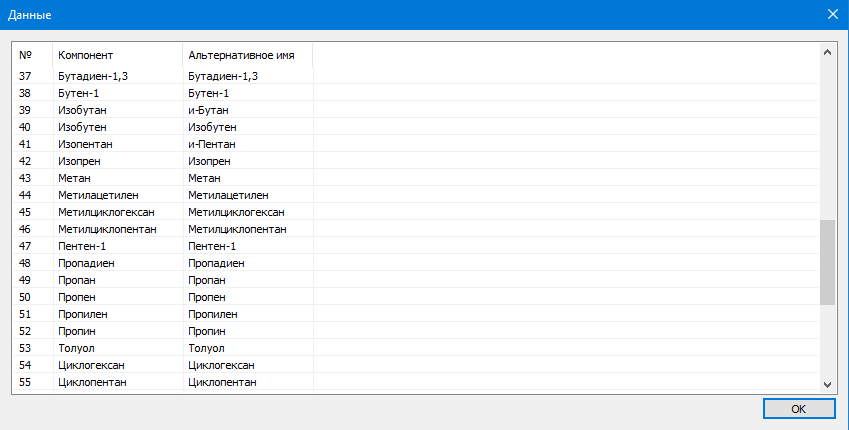 Данные
№ Компонент Альтернативное имя
37 Бутадиен-1,3 Бутадиен-1,3
38 Бутен-1 Бутен-1
39 Изобутан и-Бутан
40 Изобутен Изобутен
41 Изопентан и-Пентан
42 Изопрен Изопрен
43 Метан Метан
44 Метилацетилен Метилацетилен
45 Метилциклогексан Метилциклогексан
46 Метилциклопентан Метилциклопентан
47 Пентен-1 Пентен-1
48 Пропадиен Пропадиен
49 Пропан Пропан
50 Пропен Пропен
51 Пропилен Пропилен
52 Пропин Пропин
53 Толуол Толуол
54 Циклогексан Циклогексан
55 Циклопентан Циклопентан
OK